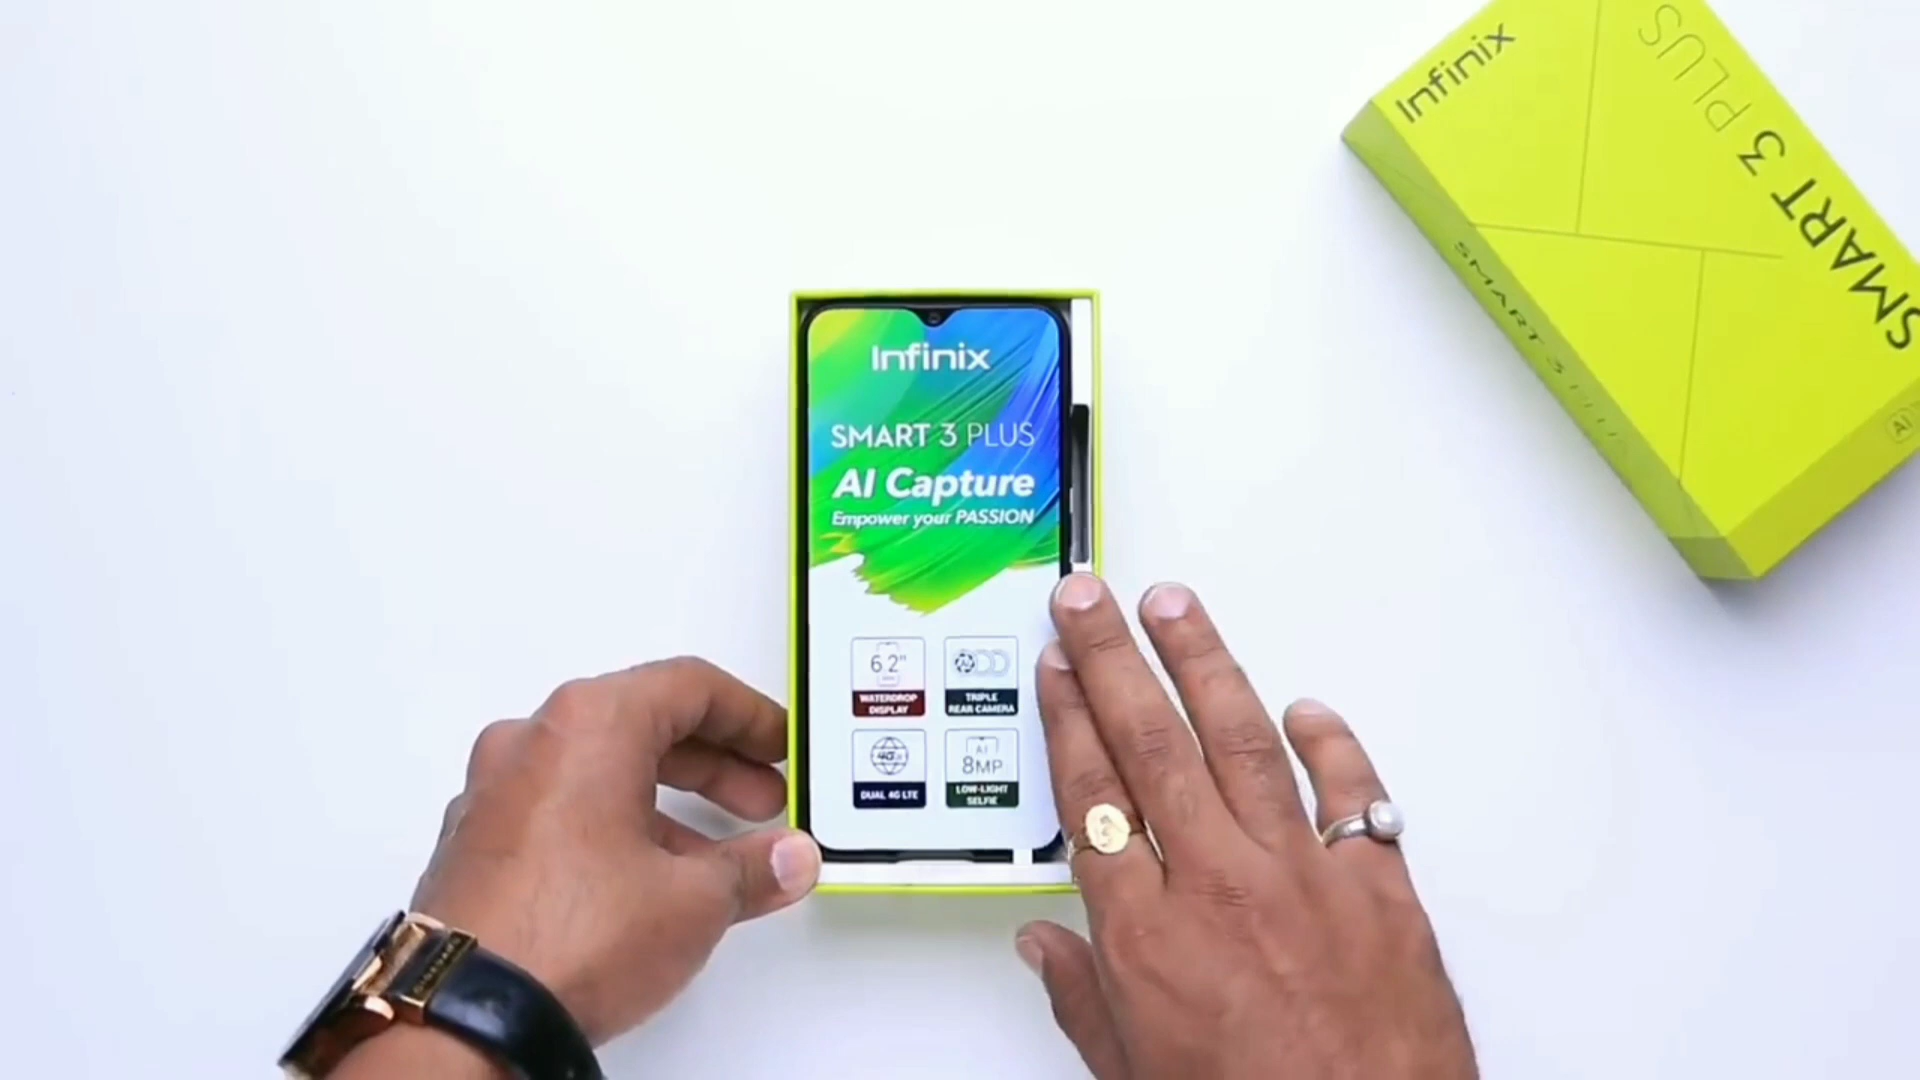 Infinix
SMART 3 PLUS
AI Capture
Empower your PASSION
6.2"
WATERDROP
DISPLAY
TRIPLE
REAR CAMERA
4G
DUAL 4G LTE
AI
8MP
LOW-LIGHT
SELFIE
Infinix
SMART 3 PLUS
SMART 3 PLUS
AI